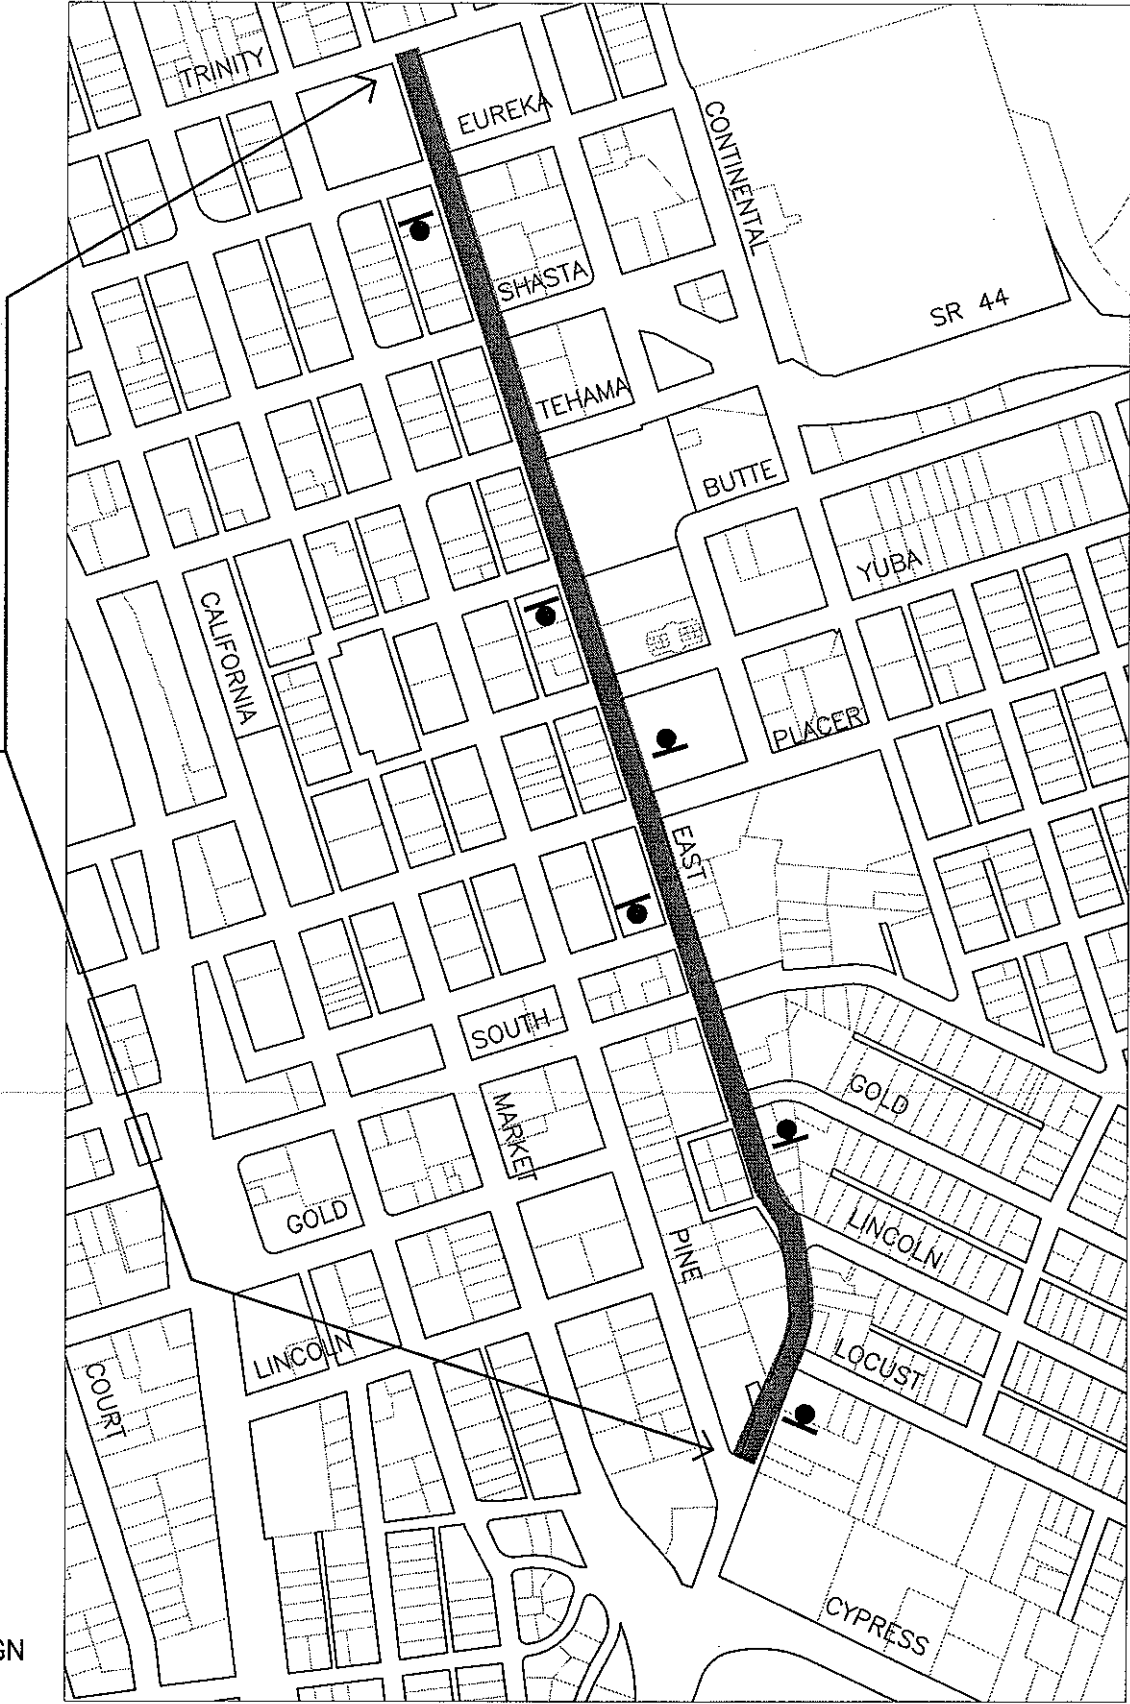 TRINITY
EUREKA
CONTINENTAL
SHASTA
SR 44
TEHAMA
BUTTE
YUBA
CALIFORNIA
PLACER
EAST
SOUTH
GOLD
MARKET
GOLD
LINCOLN
PINE
LINCOLN
LOCUST
COURT
CYPRESS
GN